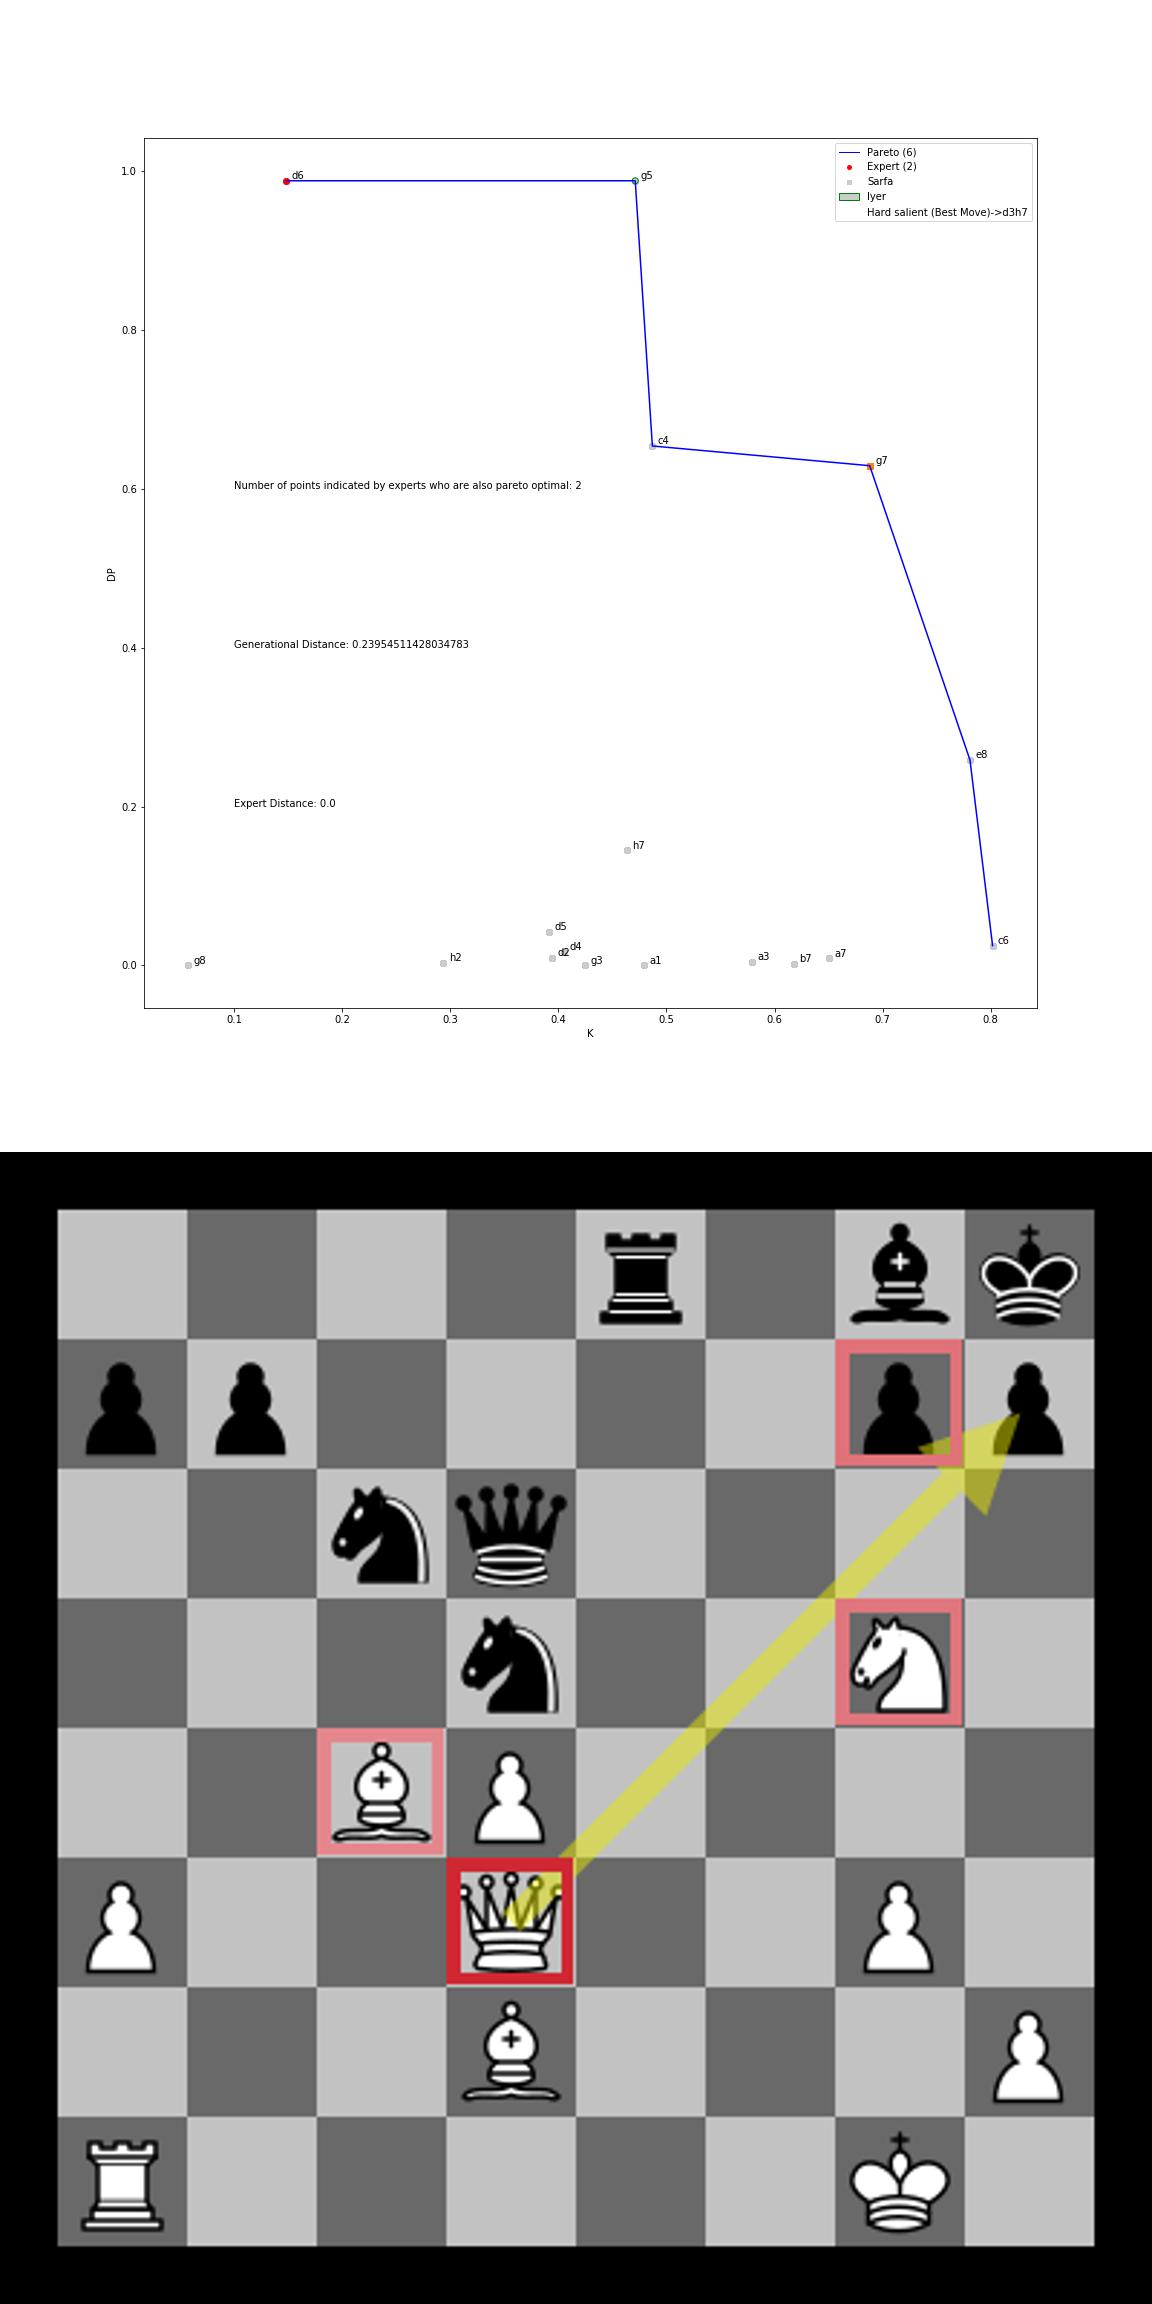 Pareto (6)
Expert (2)
Sarfa
Iyer
Hard salient (Best Move)->d3h7
1.0
d6
g5
0.8
c4
g7
0.6
Number of points indicated by experts who are also pareto optimal: 2
DP
0.4
Generational Distance: 0.23954511428034783
e8
0.2
Expert Distance: 0.0
h7
d5
c6
d4
d2
a7
a3
b7
h2
g3
a1
g8
0.0
0.1
0.2
0.3
0.4
0.5
0.6
0.7
0.8
K